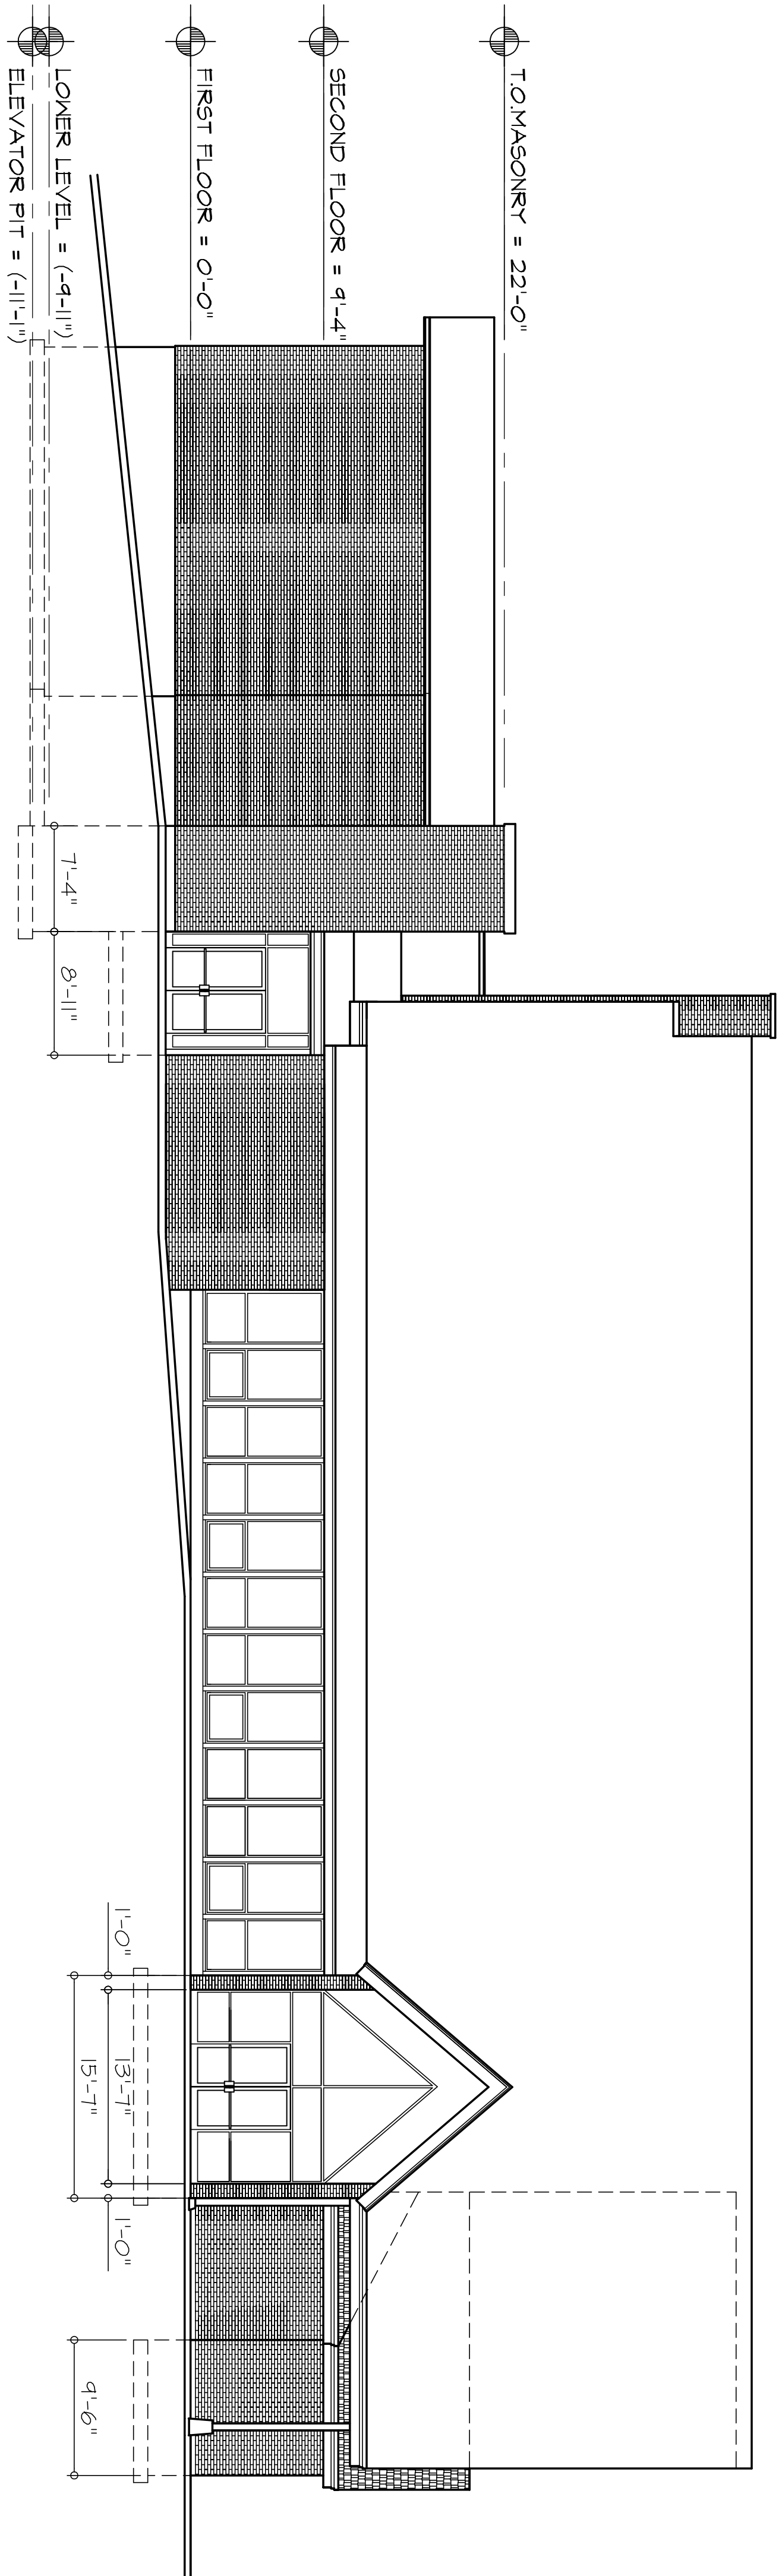 T.O.MASONRY = 22'-0"
SECOND FLOOR = 9'-4"
FIRST FLOOR = 0'-0"
LOWER LEVEL = (-9-11")
ELEVATOR PIT = (-11'-1")
7'-4"
8'-11"
1'-0"
13'-7"
15'-7"
1'-0"
9'-6"